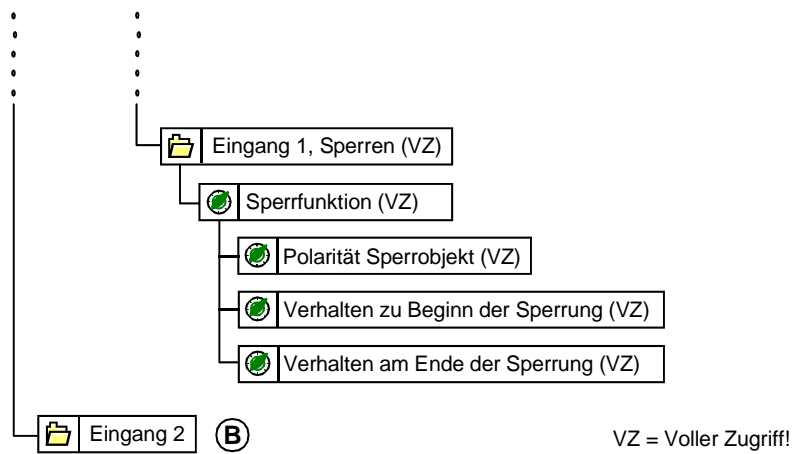 Eingang 1, Sperren (VZ)
Sperrfunktion (VZ)
Polarität Sperrobjekt (VZ)
Verhalten zu Beginn der Sperrung (VZ)
Verhalten am Ende der Sperrung (VZ)
Eingang 2 B
VZ = Voller Zugriff!